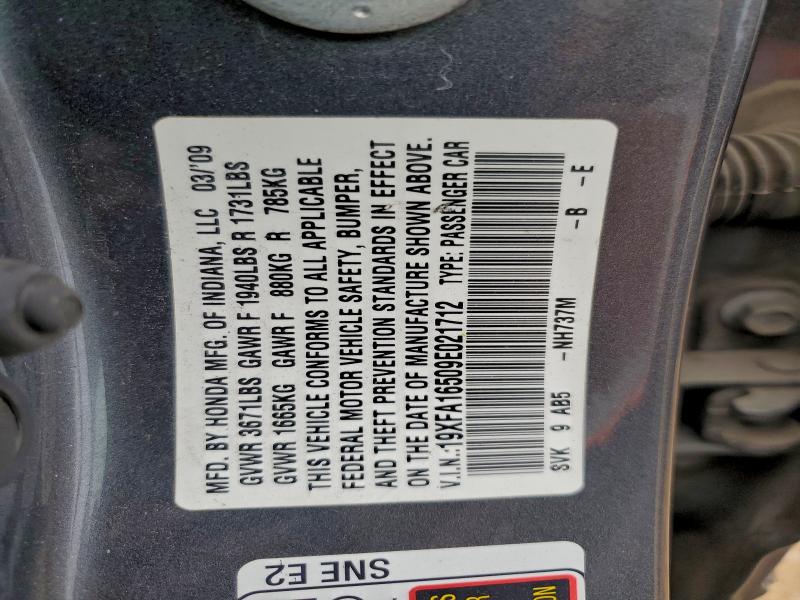 MFD. BY HONDA MFG. OF INDIANA, LLC 03/'09
GVWR 3671LBS GAWR F 1940LBS R 1731LBS
GVWR 1665KG GAWR F 880KG R 785KG
THIS VEHICLE CONFORMS TO ALL APPLICABLE
FEDERAL MOTOR VEHICLE SAFETY, BUMPER,
AND THEFT PREVENTION STANDARDS IN EFFECT
ON THE DATE OF MANUFACTURE SHOWN ABOVE.
V.I.N.:19XFA16509E021712 TYPE: PASSENGER CAR
SVK 9 AB5 -NH737M -B -E
SNE E2